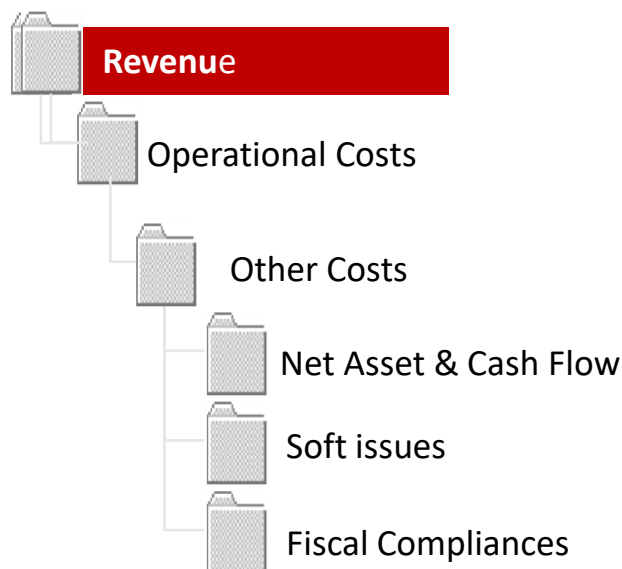 Revenue
Operational Costs
Other Costs
Net Asset & Cash Flow
Soft issues
Fiscal Compliances